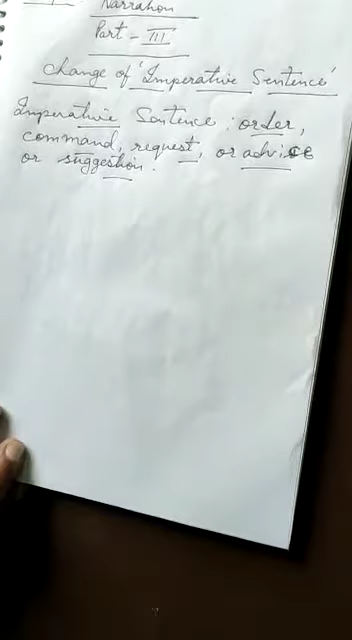 Narration
Part - III
Change of 'Imperative Sentence'
Imperative Sentence : order,
command, request, or advice
or suggestion.